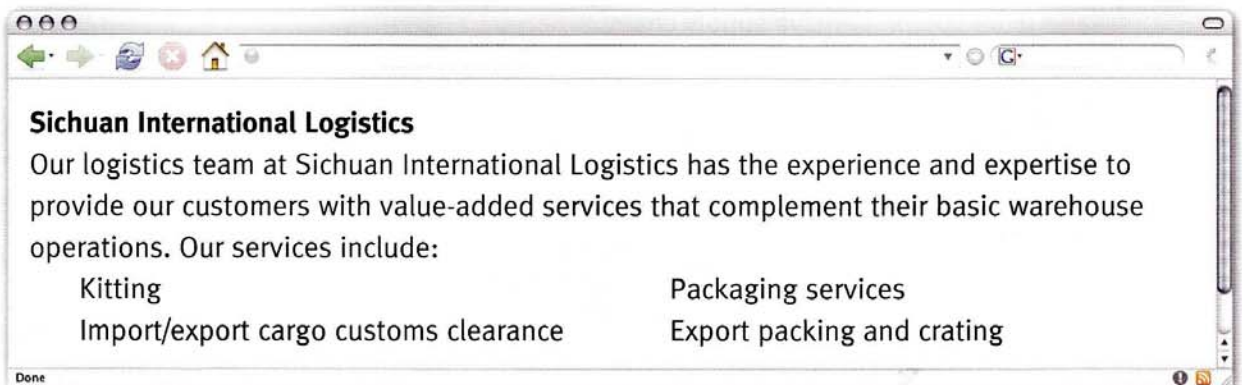 G
Sichuan International Logistics
Our logistics team at Sichuan International Logistics has the experience and expertise to
provide our customers with value-added services that complement their basic warehouse
operations. Our services include:
Kitting
Packaging services
Import/export cargo customs clearance
Export packing and crating
Done